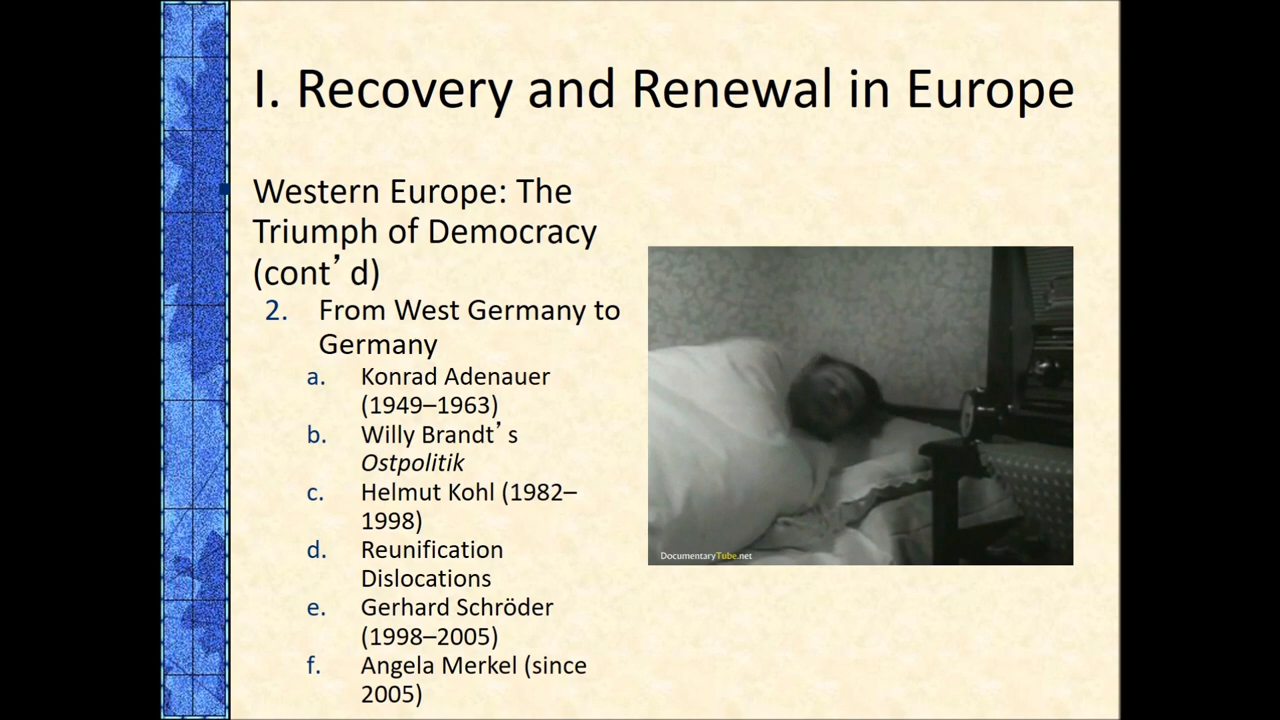 I. Recovery and Renewal in Europe
Western Europe: The
Triumph of Democracy
(cont’d)
2. From West Germany to
Germany
a. Konrad Adenauer
(1949–1963)
b. Willy Brandt’s
Ostpolitik
c. Helmut Kohl (1982–
1998)
d. Reunification
Dislocations
e. Gerhard Schröder
(1998–2005)
f. Angela Merkel (since
2005)
DocumentaryTube.net